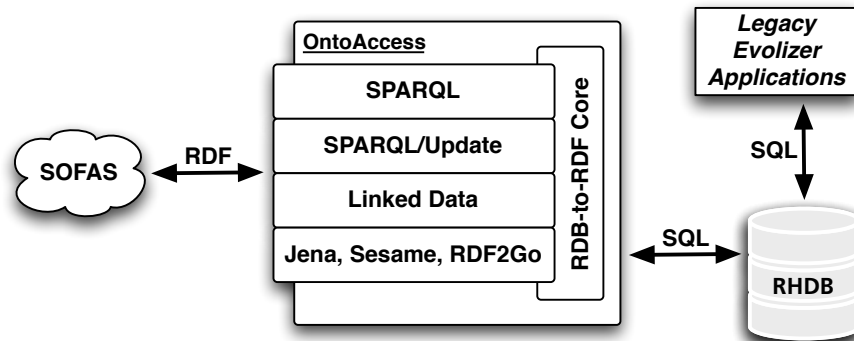 OntoAccess
SPARQL
SPARQL/Update
Linked Data
Jena, Sesame, RDF2Go
RDB-to-RDF Core
SOFAS
RDF
SQL
Legacy
Evolizer
Applications
SQL
RHDB